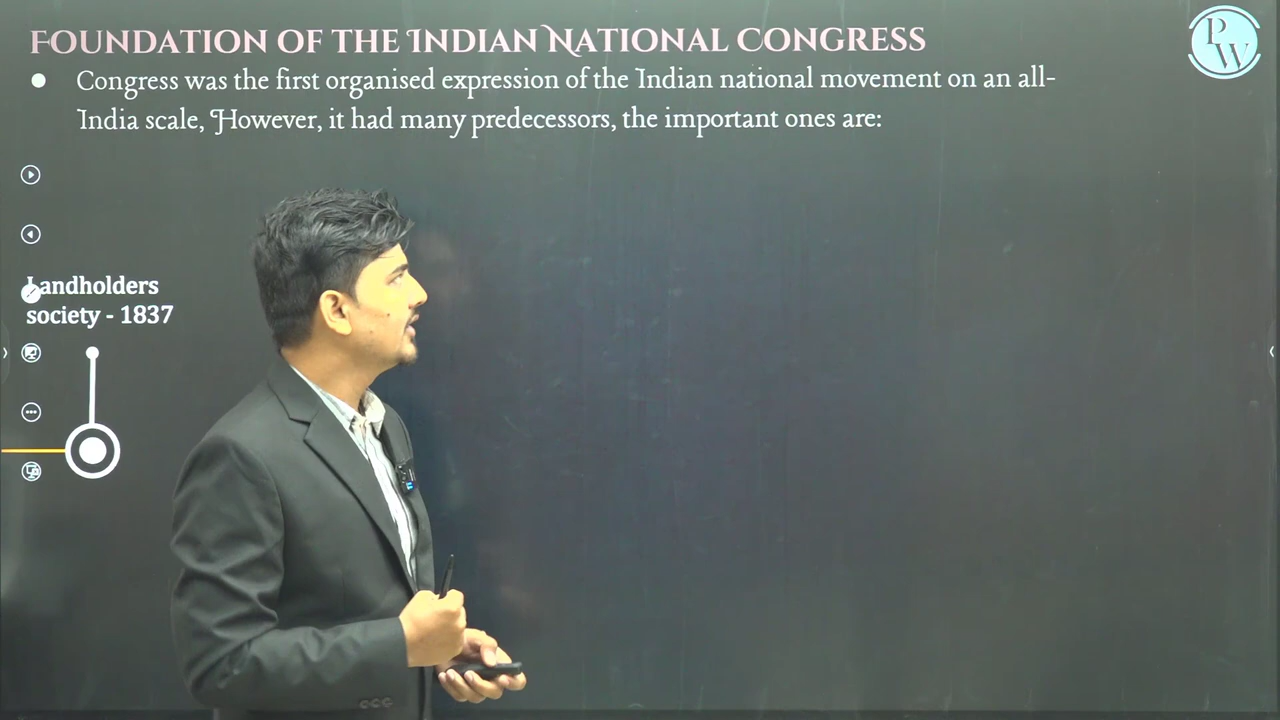 FOUNDATION OF THE INDIAN NATIONAL CONGRESS
PW
Congress was the first organised expression of the Indian national movement on an all-
India scale, However, it had many predecessors, the important ones are:
Landholders
society - 1837